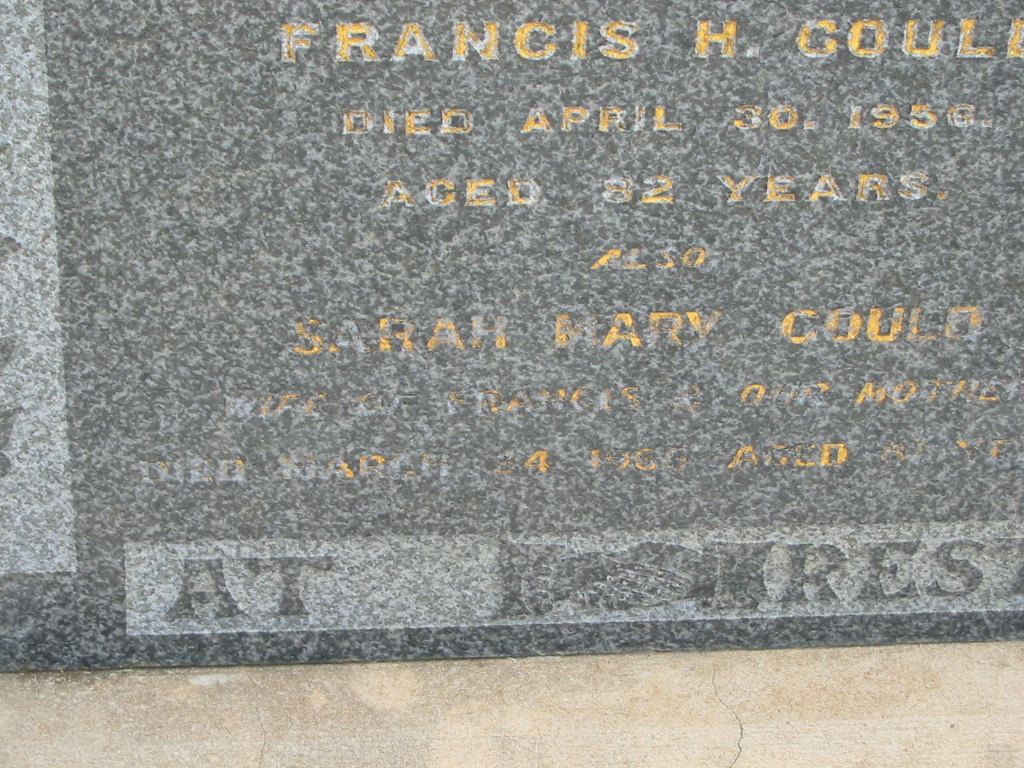 FRANCIS H. GOULD
DIED APRIL 30. 1956.
AGED 82 YEARS.
ALSO
SARAH MARY GOULD
WIFE OF FRANCIS & OUR MOTHE
DIED MARCH 24 AGED
AT REST